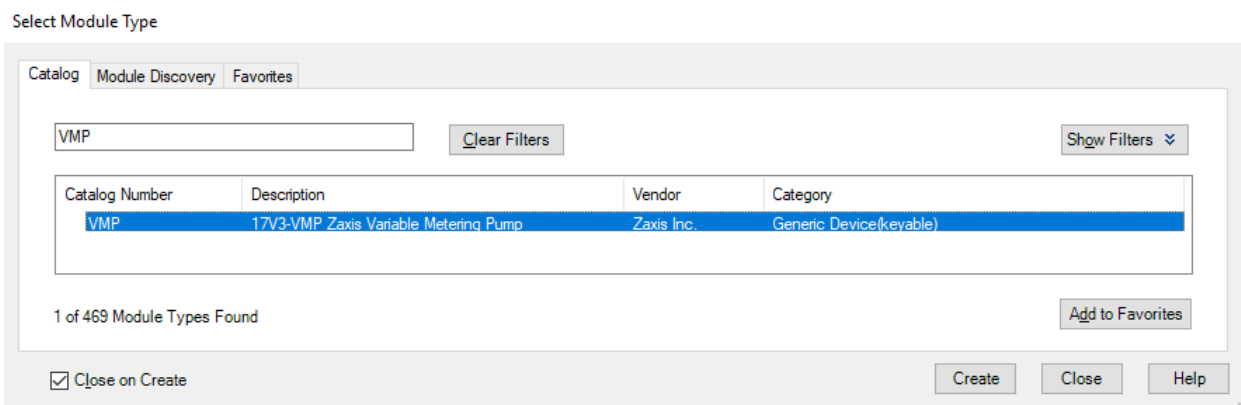 Select Module Type
Catalog Module Discovery Favorites
VMP Clear Filters Show Filters
Catalog Number Description Vendor Category
VMP 17V3-VMP Zaxis Variable Metering Pump Zaxis Inc. Generic Device(keyable)
1 of 469 Module Types Found Add to Favorites
Close on Create Create Close Help